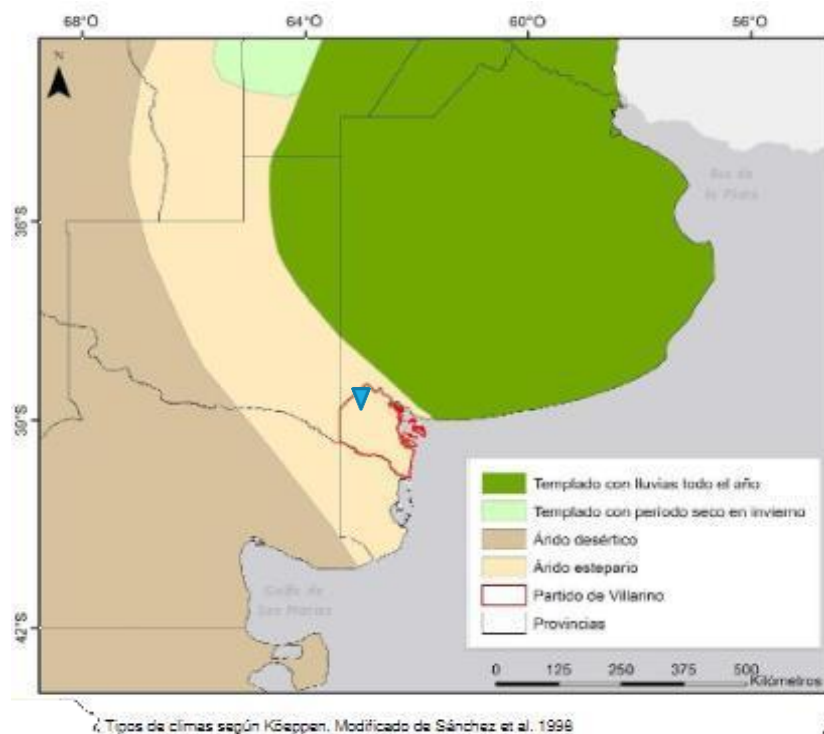 68°O 64°O 60°O 56°O
N
Río de
la Plata
36°S
39°S
Golfo de
San Matías
42°S
Templado con lluvias todo el año
Templado con período seco en invierno
Árido desértico
Árido estepario
Partido de Villarino
Provincias
0 125 250 375 500
Kilómetros
Tipos de climas según Köeppen. Modificado de Sánchez et al. 1998